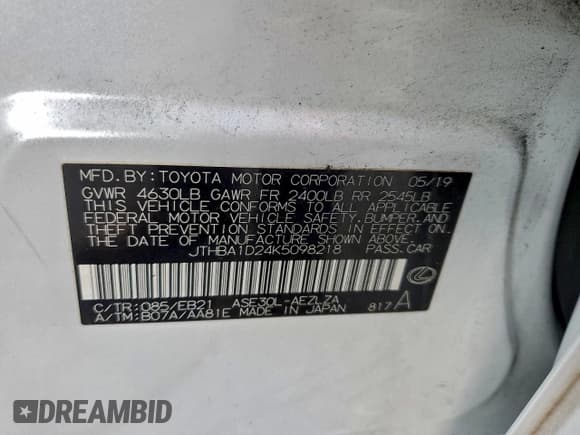 MFD.BY:TOYOTA MOTOR CORPORATION 05/19
GVWR 4630LB GAWR FR 2400LB RR 2545LB
THIS VEHICLE CONFORMS TO ALL APPLICABLE
FEDERAL MOTOR VEHICLE SAFETY,BUMPER,AND
THEFT PREVENTION STANDARDS IN EFFECT ON
THE DATE OF MANUFACTURE SHOWN ABOVE.
JTHBA1D24K5098218 PASS.CAR
C/TR:085/EB21 ASE30L-AEZLZA
A/TM:B07A/AA81E MADE IN JAPAN 817 A
DREAMBID